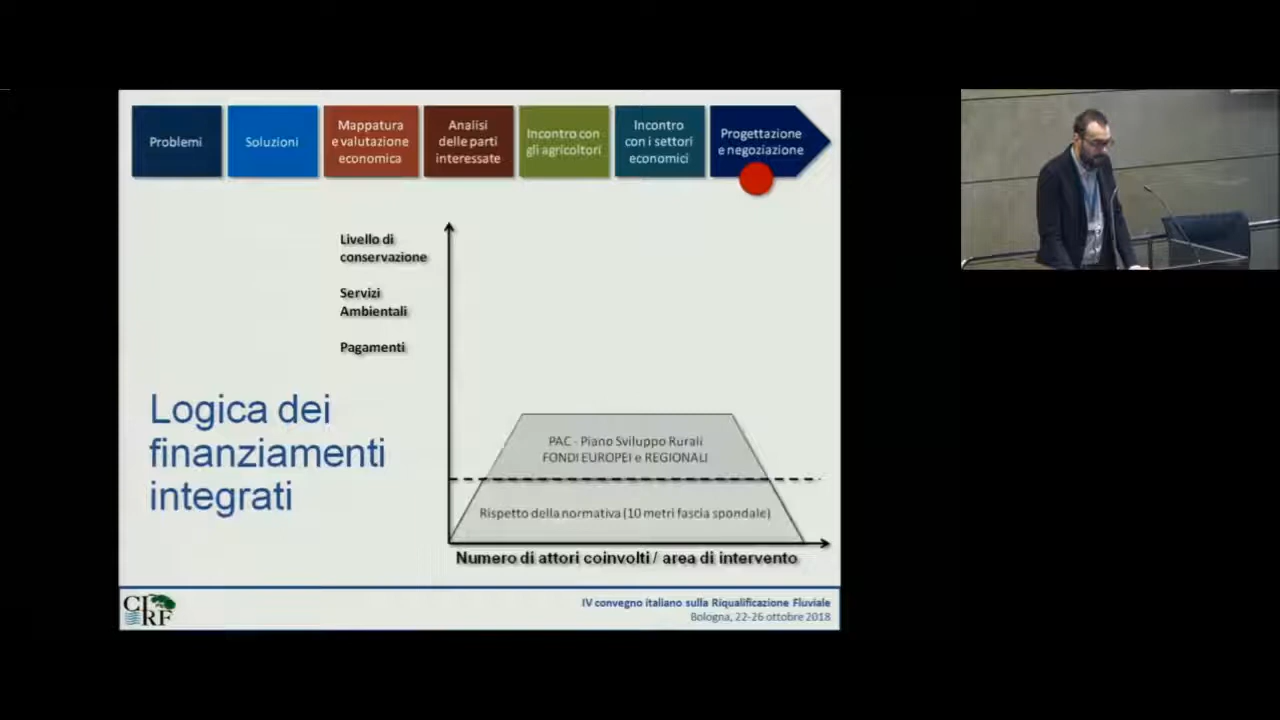 Problemi
Soluzioni
Mappatura
e valutazione
economica
Analisi
delle parti
interessate
Incontro con
gli agricoltori
Incontro
con i settori
economici
Progettazione
e negoziazione
Livello di
conservazione
Servizi
Ambientali
Pagamenti
Logica dei
finanziamenti
integrati
PAC - Piano Sviluppo Rurali
FONDI EUROPEI e REGIONALI
Rispetto della normativa (10 metri fascia spondale)
Numero di attori coinvolti / area di intervento
CIRF
IV convegno italiano sulla Riqualificazione Fluviale
Bologna, 22-26 ottobre 2018